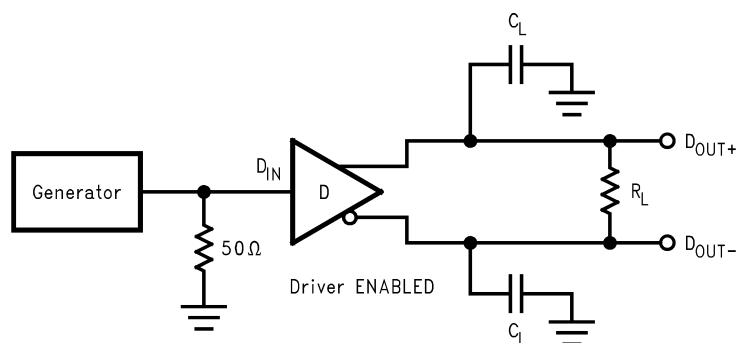 C_L
D_OUT+
Generator
D_IN
D
R_L
50Ω
D_OUT−
Driver ENABLED
C_L